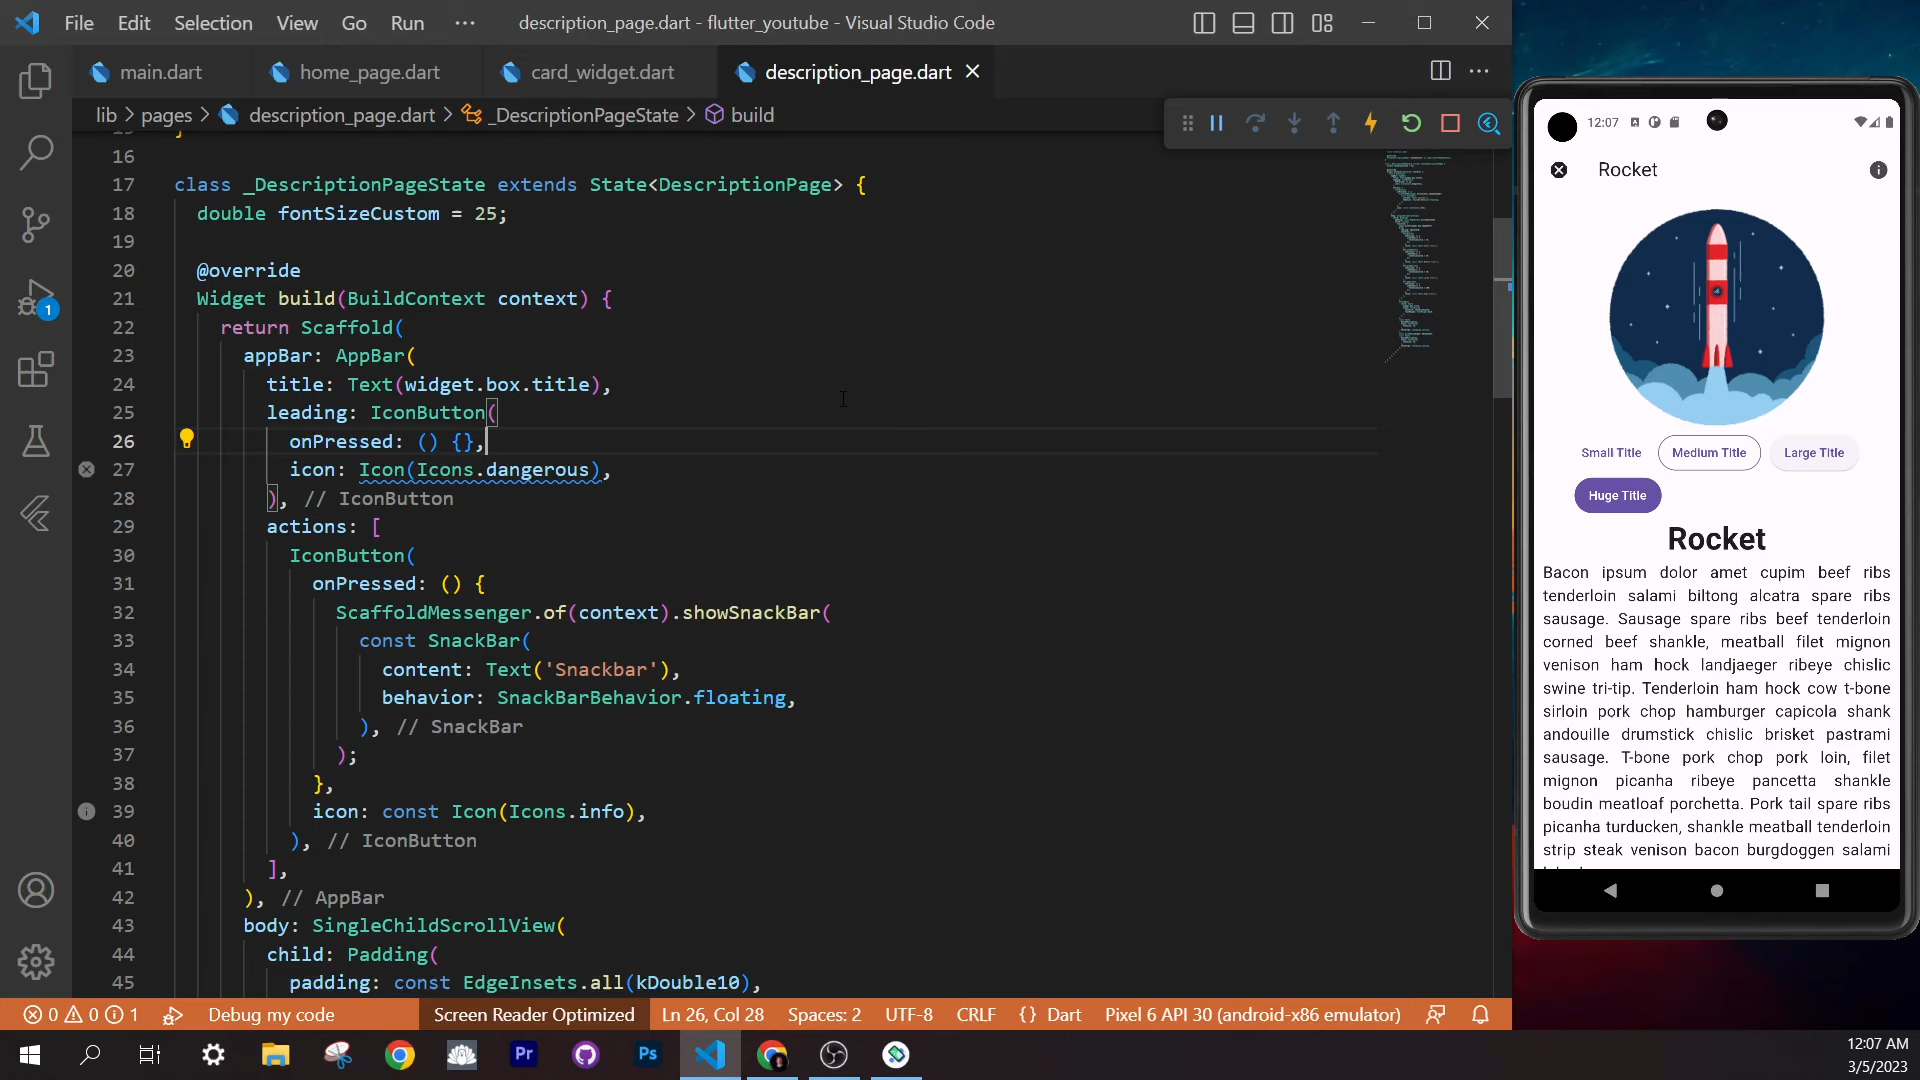 File Edit Selection View Go Run ··· description_page.dart - flutter_youtube - Visual Studio Code
main.dart home_page.dart card_widget.dart description_page.dart
lib > pages > description_page.dart > _DescriptionPageState > build
16
17 class _DescriptionPageState extends State<DescriptionPage> {
18 double fontSizeCustom = 25;
19
20 @override
21 Widget build(BuildContext context) {
22 return Scaffold(
23 appBar: AppBar(
24 title: Text(widget.box.title),
25 leading: IconButton(
26 onPressed: () {},
27 icon: Icon(Icons.dangerous),
28 ), // IconButton
29 actions: [
30 IconButton(
31 onPressed: () {
32 ScaffoldMessenger.of(context).showSnackBar(
33 const SnackBar(
34 content: Text('Snackbar'),
35 behavior: SnackBarBehavior.floating,
36 ), // SnackBar
37 );
38 },
39 icon: const Icon(Icons.info),
40 ), // IconButton
41 ],
42 ), // AppBar
43 body: SingleChildScrollView(
44 child: Padding(
45 padding: const EdgeInsets.all(kDouble10),
1
0 0 1 Debug my code Screen Reader Optimized Ln 26, Col 28 Spaces: 2 UTF-8 CRLF {} Dart Pixel 6 API 30 (android-x86 emulator)
12:07
Rocket
Small Title Medium Title Large Title
Huge Title
Rocket
Bacon ipsum dolor amet cupim beef ribs
tenderloin salami biltong alcatra spare ribs
sausage. Sausage spare ribs beef tenderloin
corned beef shankle, meatball filet mignon
venison ham hock landjaeger ribeye chislic
swine tri-tip. Tenderloin ham hock cow t-bone
sirloin pork chop hamburger capicola shank
andouille drumstick chislic brisket pastrami
sausage. T-bone pork chop pork loin, filet
mignon picanha ribeye pancetta shankle
boudin meatloaf porchetta. Pork tail spare ribs
picanha turducken, shankle meatball tenderloin
strip steak venison bacon burgdoggen salami
Pr Ps
12:07 AM
3/5/2023